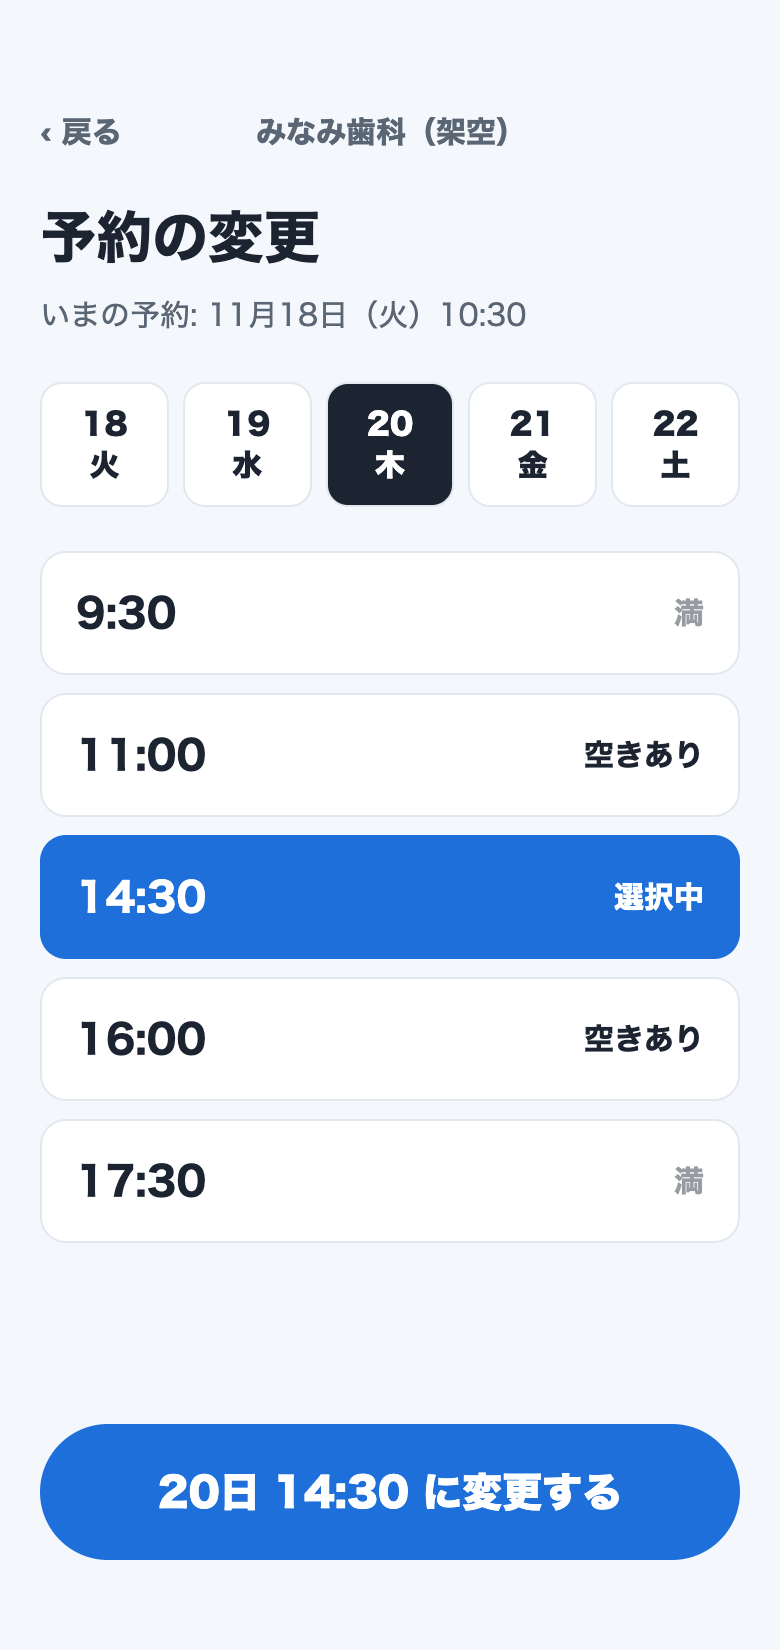 ‹ 戻る みなみ歯科（架空）
予約の変更
いまの予約: 11月18日（火）10:30
18 19 20 21 22
火 水 木 金 土
9:30 満
11:00 空きあり
14:30 選択中
16:00 空きあり
17:30 満
20日 14:30 に変更する